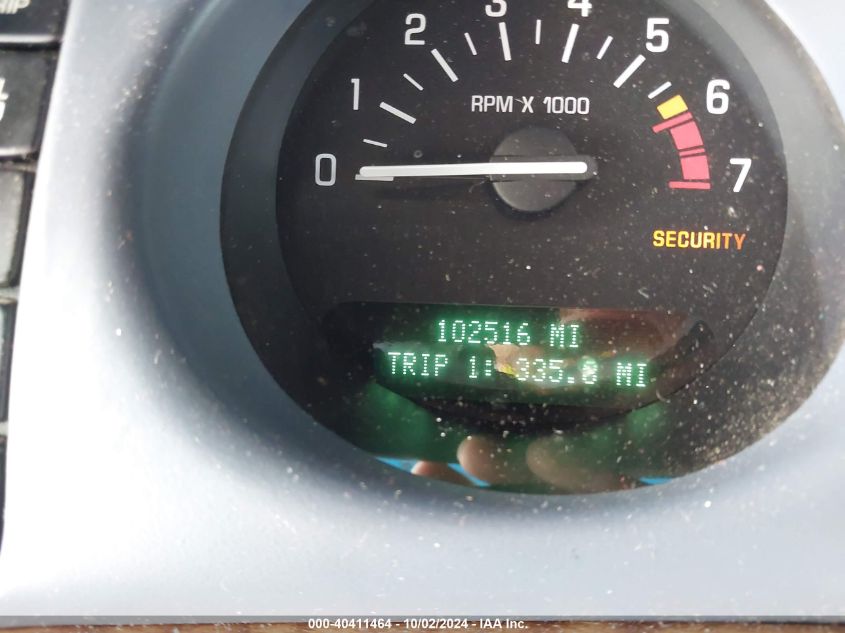 3 4
2 5
1 RPM X 1000 6
0 7
SECURITY
102516 MI
TRIP 1: 335.8 MI
000-40411464 - 10/02/2024 - IAA Inc.